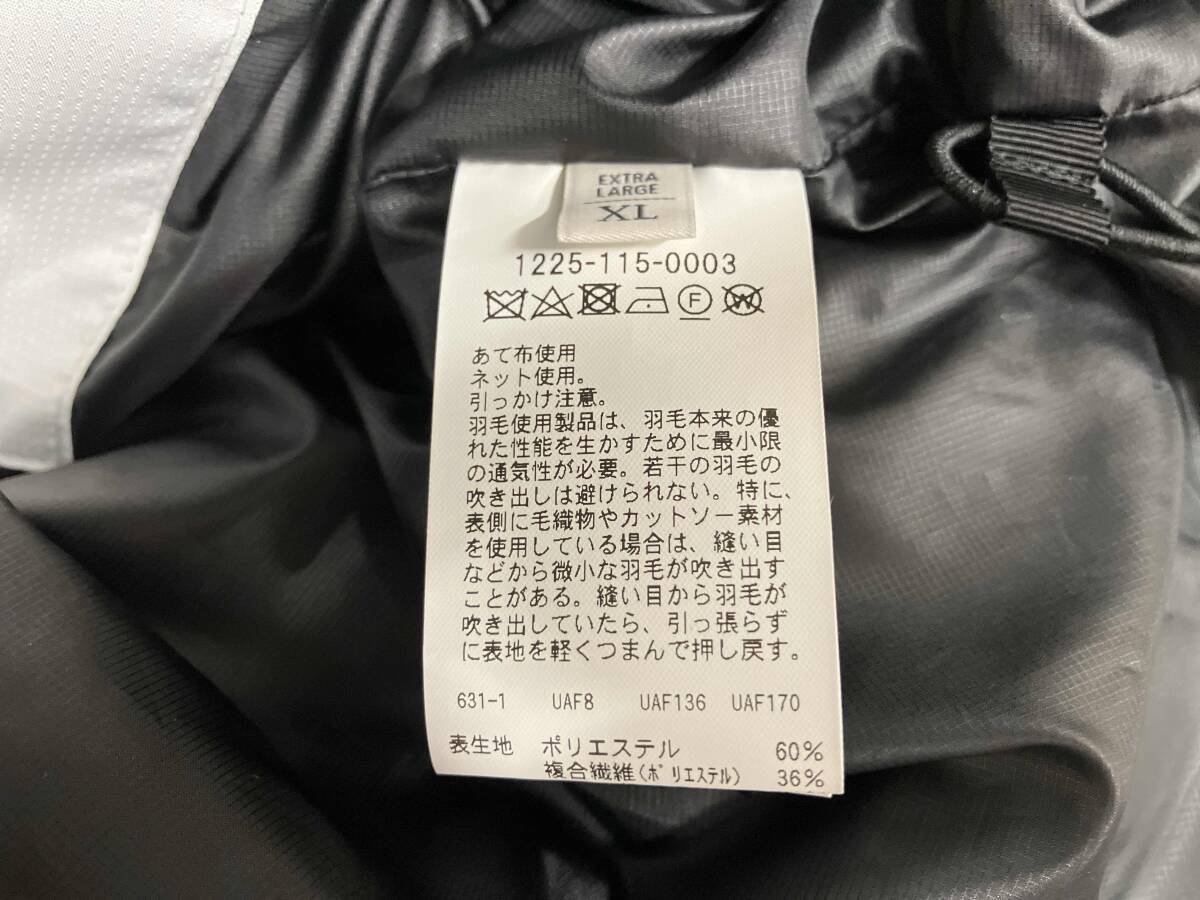 EXTRA
LARGE
XL
1225-115-0003
F
W
あて布使用
ネット使用。
引っかけ注意。
羽毛使用製品は、羽毛本来の優
れた性能を生かすために最小限
の通気性が必要。若干の羽毛の
吹き出しは避けられない。特に、
表側に毛織物やカットソー素材
を使用している場合は、縫い目
などから微小な羽毛が吹き出す
ことがある。縫い目から羽毛が
吹き出していたら、引っ張らず
に表地を軽くつまんで押し戻す。
631-1 UAF8 UAF136 UAF170
表生地 ポリエステル 60%
複合繊維(ポリエステル) 36%